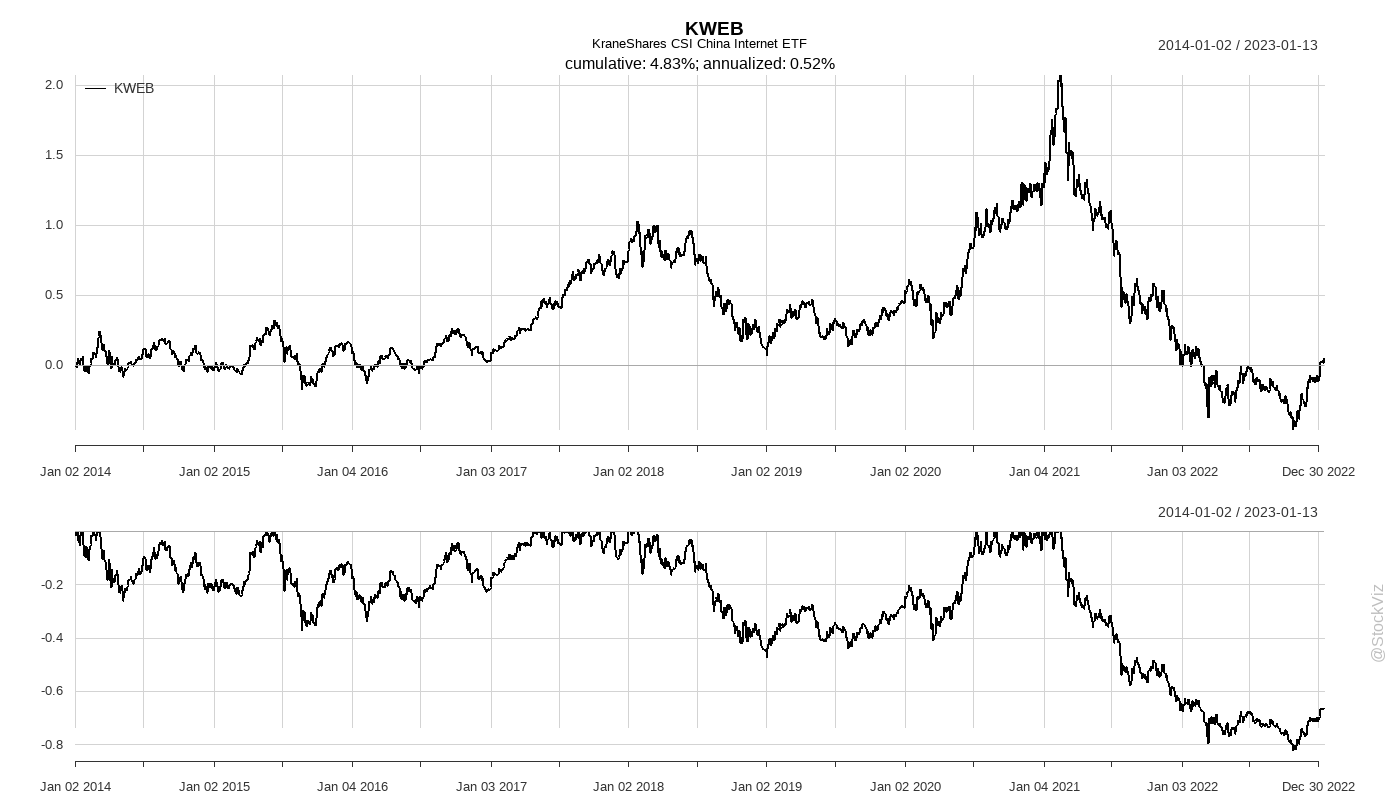 KWEB
KraneShares CSI China Internet ETF
cumulative: 4.83%; annualized: 0.52%
2014-01-02 / 2023-01-13
KWEB
2.0
1.5
1.0
0.5
0.0
Jan 02 2014 Jan 02 2015 Jan 04 2016 Jan 03 2017 Jan 02 2018 Jan 02 2019 Jan 02 2020 Jan 04 2021 Jan 03 2022 Dec 30 2022
2014-01-02 / 2023-01-13
-0.2
-0.4
-0.6
-0.8
Jan 02 2014 Jan 02 2015 Jan 04 2016 Jan 03 2017 Jan 02 2018 Jan 02 2019 Jan 02 2020 Jan 04 2021 Jan 03 2022 Dec 30 2022
@StockViz